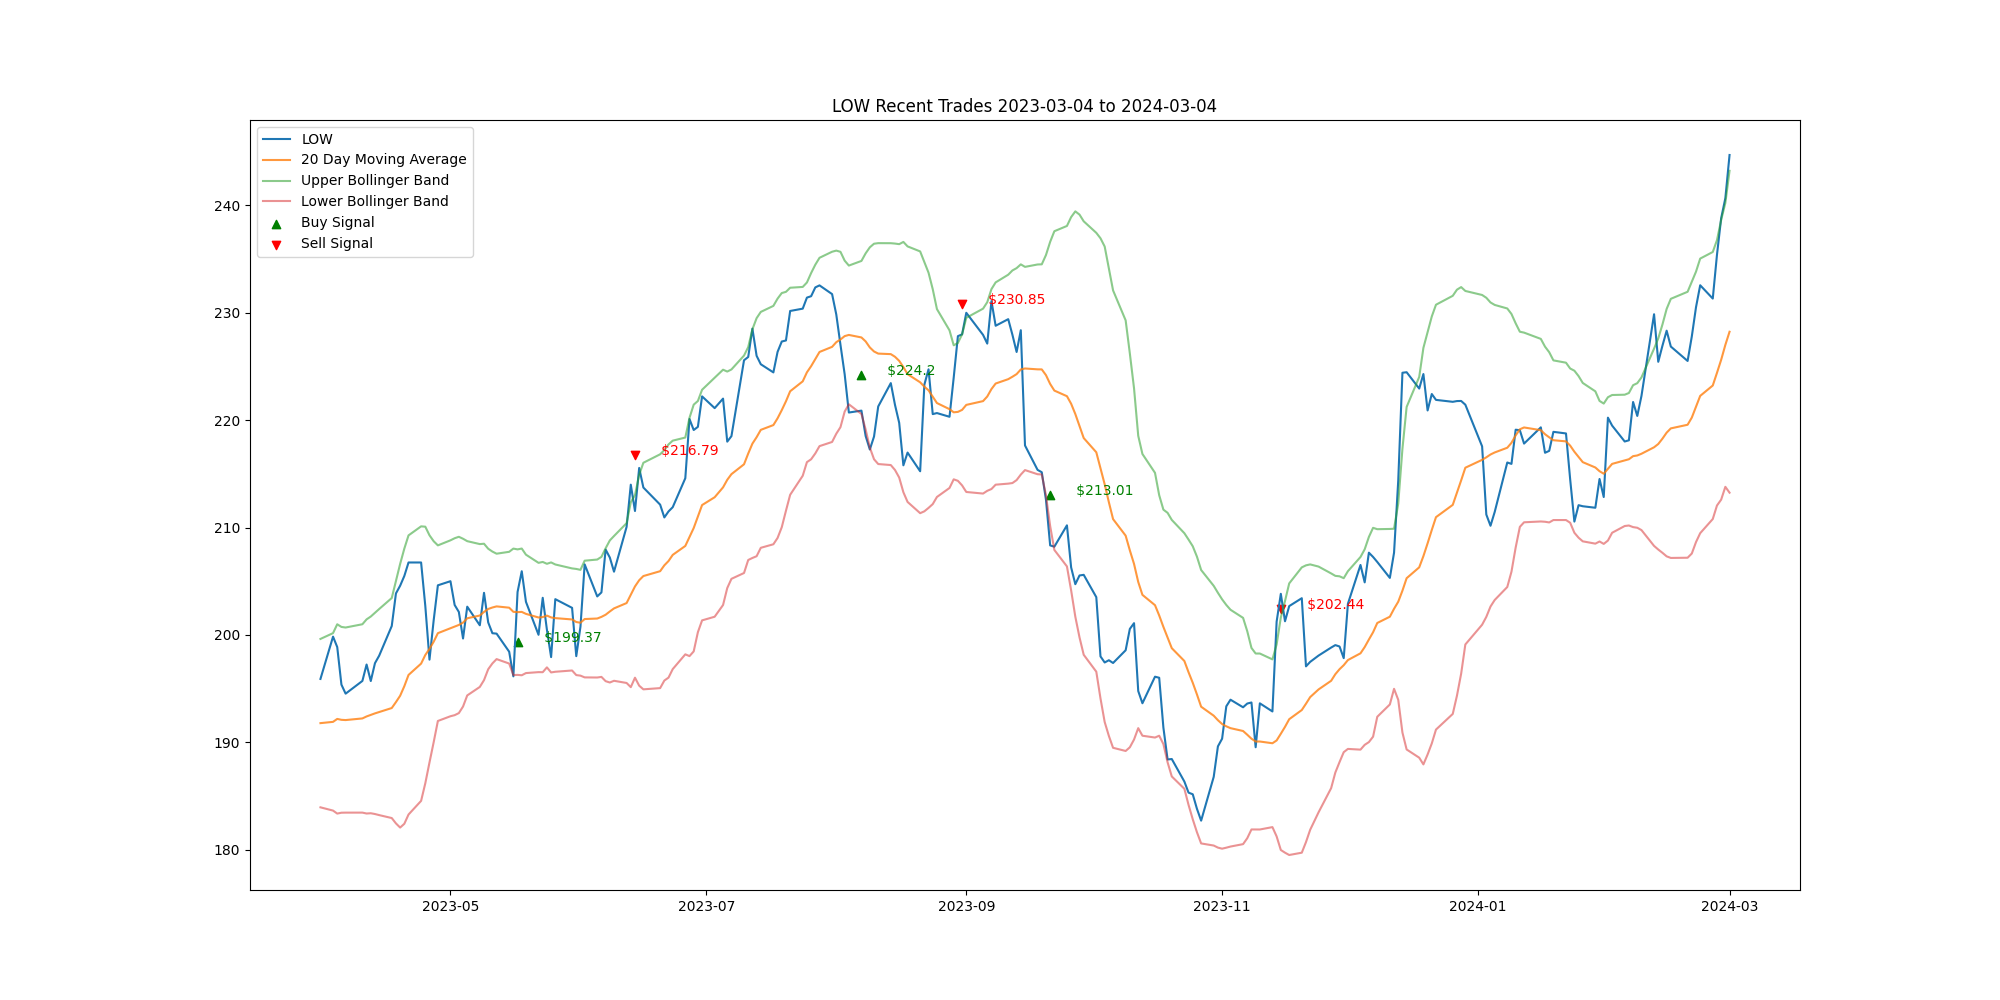 LOW Recent Trades 2023-03-04 to 2024-03-04
LOW
20 Day Moving Average
Upper Bollinger Band
Lower Bollinger Band
Buy Signal
Sell Signal
240
230
220
210
200
190
180
$230.85
$224.2
$216.79
$213.01
$199.37
$202.44
2023-05
2023-07
2023-09
2023-11
2024-01
2024-03